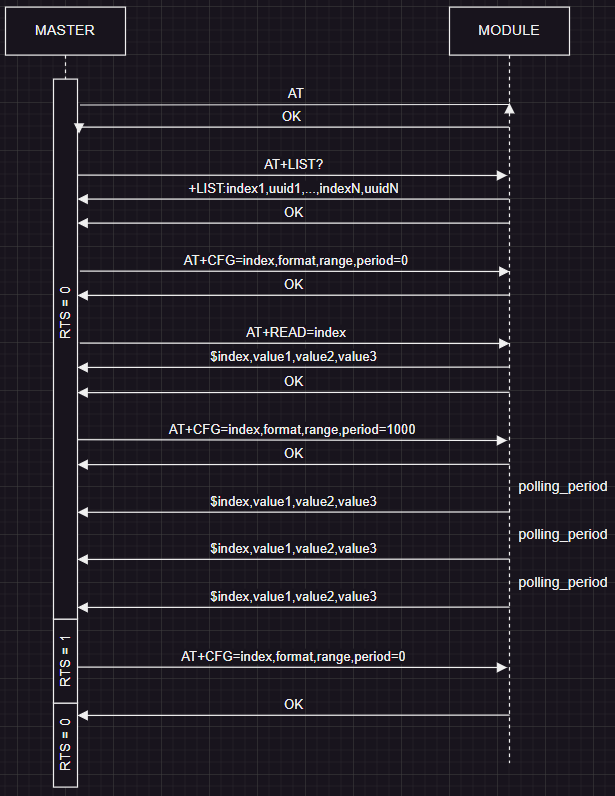 MASTER
MODULE
AT
OK
AT+LIST?
+LIST:index1,uuid1,...,indexN,uuidN
OK
AT+CFG=index,format,range,period=0
OK
RTS = 0
AT+READ=index
$index,value1,value2,value3
OK
AT+CFG=index,format,range,period=1000
OK
polling_period
$index,value1,value2,value3
polling_period
$index,value1,value2,value3
polling_period
$index,value1,value2,value3
RTS = 1
AT+CFG=index,format,range,period=0
OK
RTS = 0